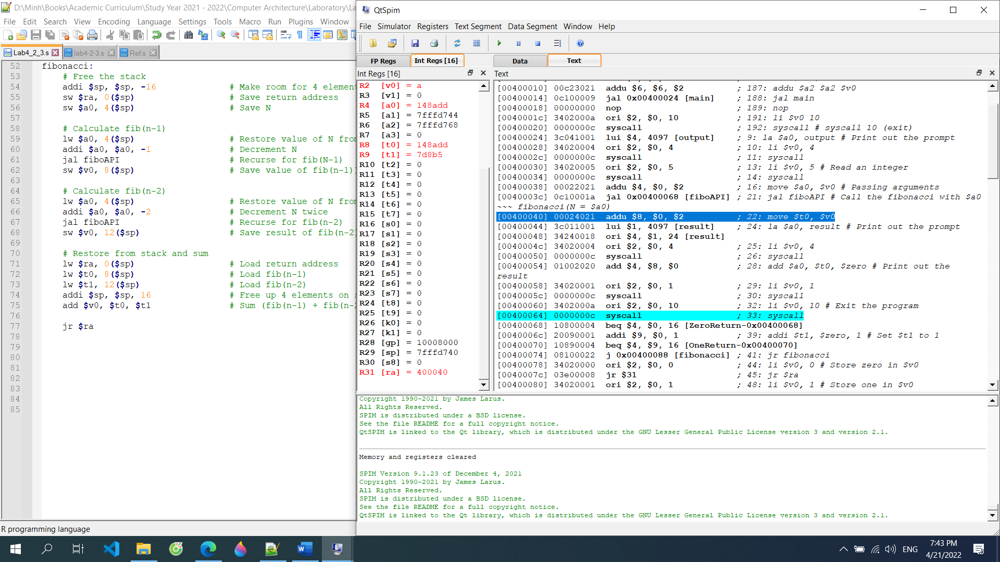 D:\Minh\Books\Academic Curriculum\Study Year 2021 - 2022\Computer Architecture\Laboratory\La
File Edit Search View Encoding Language Settings Tools Macro Run Plugins Window
Lab4_2_3.s lab4-2-3.s Ref.s
52 fibonacci:
53 # Free the stack
54 addi $sp, $sp, -16 # Make room for 4 element
55 sw $ra, 0($sp) # Save return address
56 sw $a0, 4($sp) # Save N
57
58 # Calculate fib(n-1)
59 lw $a0, 4($sp) # Restore value of N from
60 addi $a0, $a0, -1 # Decrement N
61 jal fiboAPI # Recurse for fib(N-1)
62 sw $v0, 8($sp) # Save value of fib(n-1))
63
64 # Calculate fib(n-2)
65 lw $a0, 4($sp) # Restore value of N from
66 addi $a0, $a0, -2 # Decrement N twice
67 jal fiboAPI # Recurse for fib(n-2)
68 sw $v0, 12($sp) # Save result of fib(n-2)
69
70 # Restore from stack and sum
71 lw $ra, 0($sp) # Load return address
72 lw $t0, 8($sp) # Load fib(n-1)
73 lw $t1, 12($sp) # Load fib(n-2)
74 addi $sp, $sp, 16 # Free up 4 elements on s
75 add $v0, $t0, $t1 # Sum (fib(n-1) + fib(n-2
76
77 jr $ra
78
79
80
81
82
83
84
85
R programming language
QtSpim
File Simulator Registers Text Segment Data Segment Window Help
FP Regs Int Regs [16] Data Text
Int Regs [16]
R2 [v0] = a
R3 [v1] = 0
R4 [a0] = 148add
R5 [a1] = 7fffd744
R6 [a2] = 7fffd768
R7 [a3] = 0
R8 [t0] = 148add
R9 [t1] = 7d8b5
R10 [t2] = 0
R11 [t3] = 0
R12 [t4] = 0
R13 [t5] = 0
R14 [t6] = 0
R15 [t7] = 0
R16 [s0] = 0
R17 [s1] = 0
R18 [s2] = 0
R19 [s3] = 0
R20 [s4] = 0
R21 [s5] = 0
R22 [s6] = 0
R23 [s7] = 0
R24 [t8] = 0
R25 [t9] = 0
R26 [k0] = 0
R27 [k1] = 0
R28 [gp] = 10008000
R29 [sp] = 7fffd740
R30 [s8] = 0
R31 [ra] = 400040
Text
[00400010] 00c23021 addu $6, $6, $2 ; 187: addu $a2 $a2 $v0
[00400014] 0c100009 jal 0x00400024 [main] ; 188: jal main
[00400018] 00000000 nop ; 189: nop
[0040001c] 3402000a ori $2, $0, 10 ; 191: li $v0 10
[00400020] 0000000c syscall ; 192: syscall # syscall 10 (exit)
[00400024] 3c041001 lui $4, 4097 [output] ; 9: la $a0, output # Print out the prompt
[00400028] 34020004 ori $2, $0, 4 ; 10: li $v0, 4
[0040002c] 0000000c syscall ; 11: syscall
[00400030] 34020005 ori $2, $0, 5 ; 13: li $v0, 5 # Read an integer
[00400034] 0000000c syscall ; 14: syscall
[00400038] 00022021 addu $4, $0, $2 ; 16: move $a0, $v0 # Passing arguments
[0040003c] 0c10001a jal 0x00400068 [fiboAPI] ; 21: jal fiboAPI # Call the fibonacci with $a0
~~~ fibonacci(N = $a0)
[00400040] 00024021 addu $8, $0, $2 ; 22: move $t0, $v0
[00400044] 3c011001 lui $1, 4097 [result] ; 24: la $a0, result # Print out the prompt
[00400048] 34240018 ori $4, $1, 24 [result]
[0040004c] 34020004 ori $2, $0, 4 ; 25: li $v0, 4
[00400050] 0000000c syscall ; 26: syscall
[00400054] 01002020 add $4, $8, $0 ; 28: add $a0, $t0, $zero # Print out the
result
[00400058] 34020001 ori $2, $0, 1 ; 29: li $v0, 1
[0040005c] 0000000c syscall ; 30: syscall
[00400060] 3402000a ori $2, $0, 10 ; 32: li $v0, 10 # Exit the program
[00400064] 0000000c syscall ; 33: syscall
[00400068] 10800004 beq $4, $0, 16 [ZeroReturn-0x00400068]
[0040006c] 20090001 addi $9, $0, 1 ; 39: addi $t1, $zero, 1 # Set $t1 to 1
[00400070] 10890004 beq $4, $9, 16 [OneReturn-0x00400070]
[00400074] 08100022 j 0x00400088 [fibonacci] ; 41: jr fibonacci
[00400078] 34020000 ori $2, $0, 0 ; 44: li $v0, 0 # Store zero in $v0
[0040007c] 03e00008 jr $31 ; 45: jr $ra
[00400080] 34020001 ori $2, $0, 1 ; 48: li $v0, 1 # Store one in $v0
Copyright 1990-2021 by James Larus.
All Rights Reserved.
SPIM is distributed under a BSD license.
See the file README for a full copyright notice.
QtSPIM is linked to the Qt library, which is distributed under the GNU Lesser General Public License version 3 and version 2.1.
Memory and registers cleared
SPIM Version 9.1.23 of December 4, 2021
Copyright 1990-2021 by James Larus.
All Rights Reserved.
SPIM is distributed under a BSD license.
See the file README for a full copyright notice.
QtSPIM is linked to the Qt library, which is distributed under the GNU Lesser General Public License version 3 and version 2.1.
ENG
7:43 PM
4/21/2022